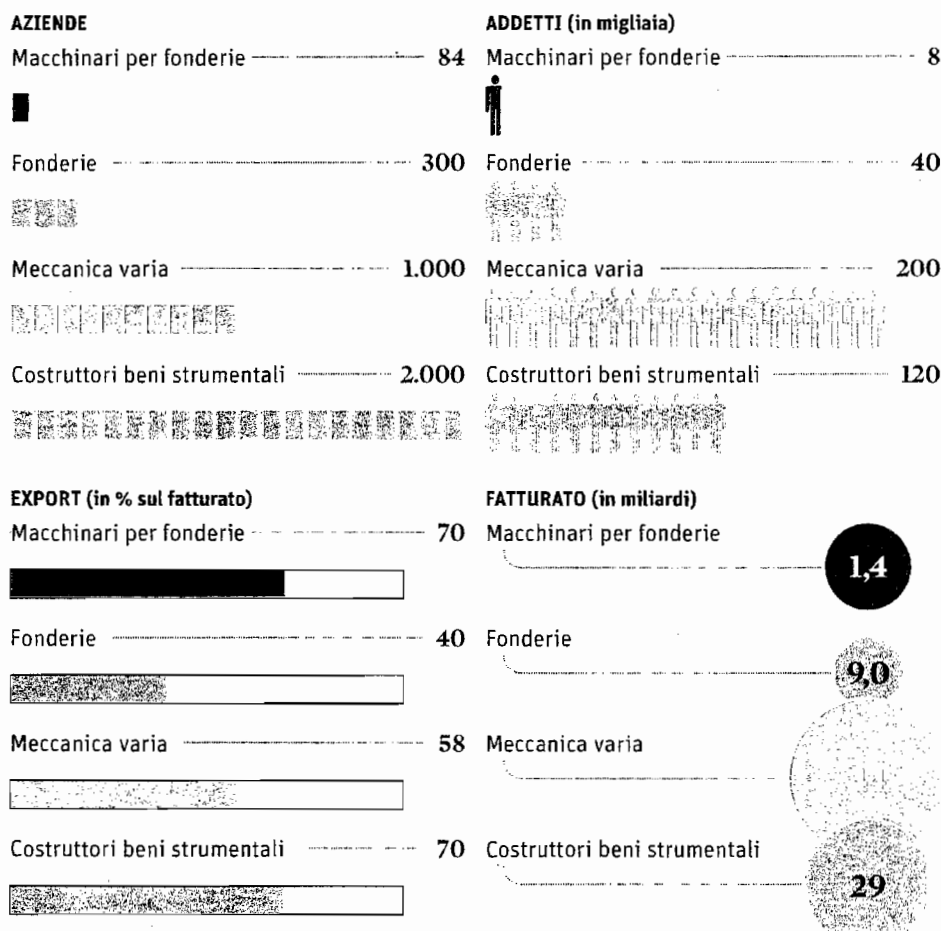 AZIENDE
Macchinari per fonderie 84
Fonderie 300
Meccanica varia 1.000
Costruttori beni strumentali 2.000
ADDETTI (in migliaia)
Macchinari per fonderie 8
Fonderie 40
Meccanica varia 200
Costruttori beni strumentali 120
EXPORT (in % sul fatturato)
Macchinari per fonderie 70
Fonderie 40
Meccanica varia 58
Costruttori beni strumentali 70
FATTURATO (in miliardi)
Macchinari per fonderie
1,4
Fonderie
9,0
Meccanica varia
Costruttori beni strumentali
29